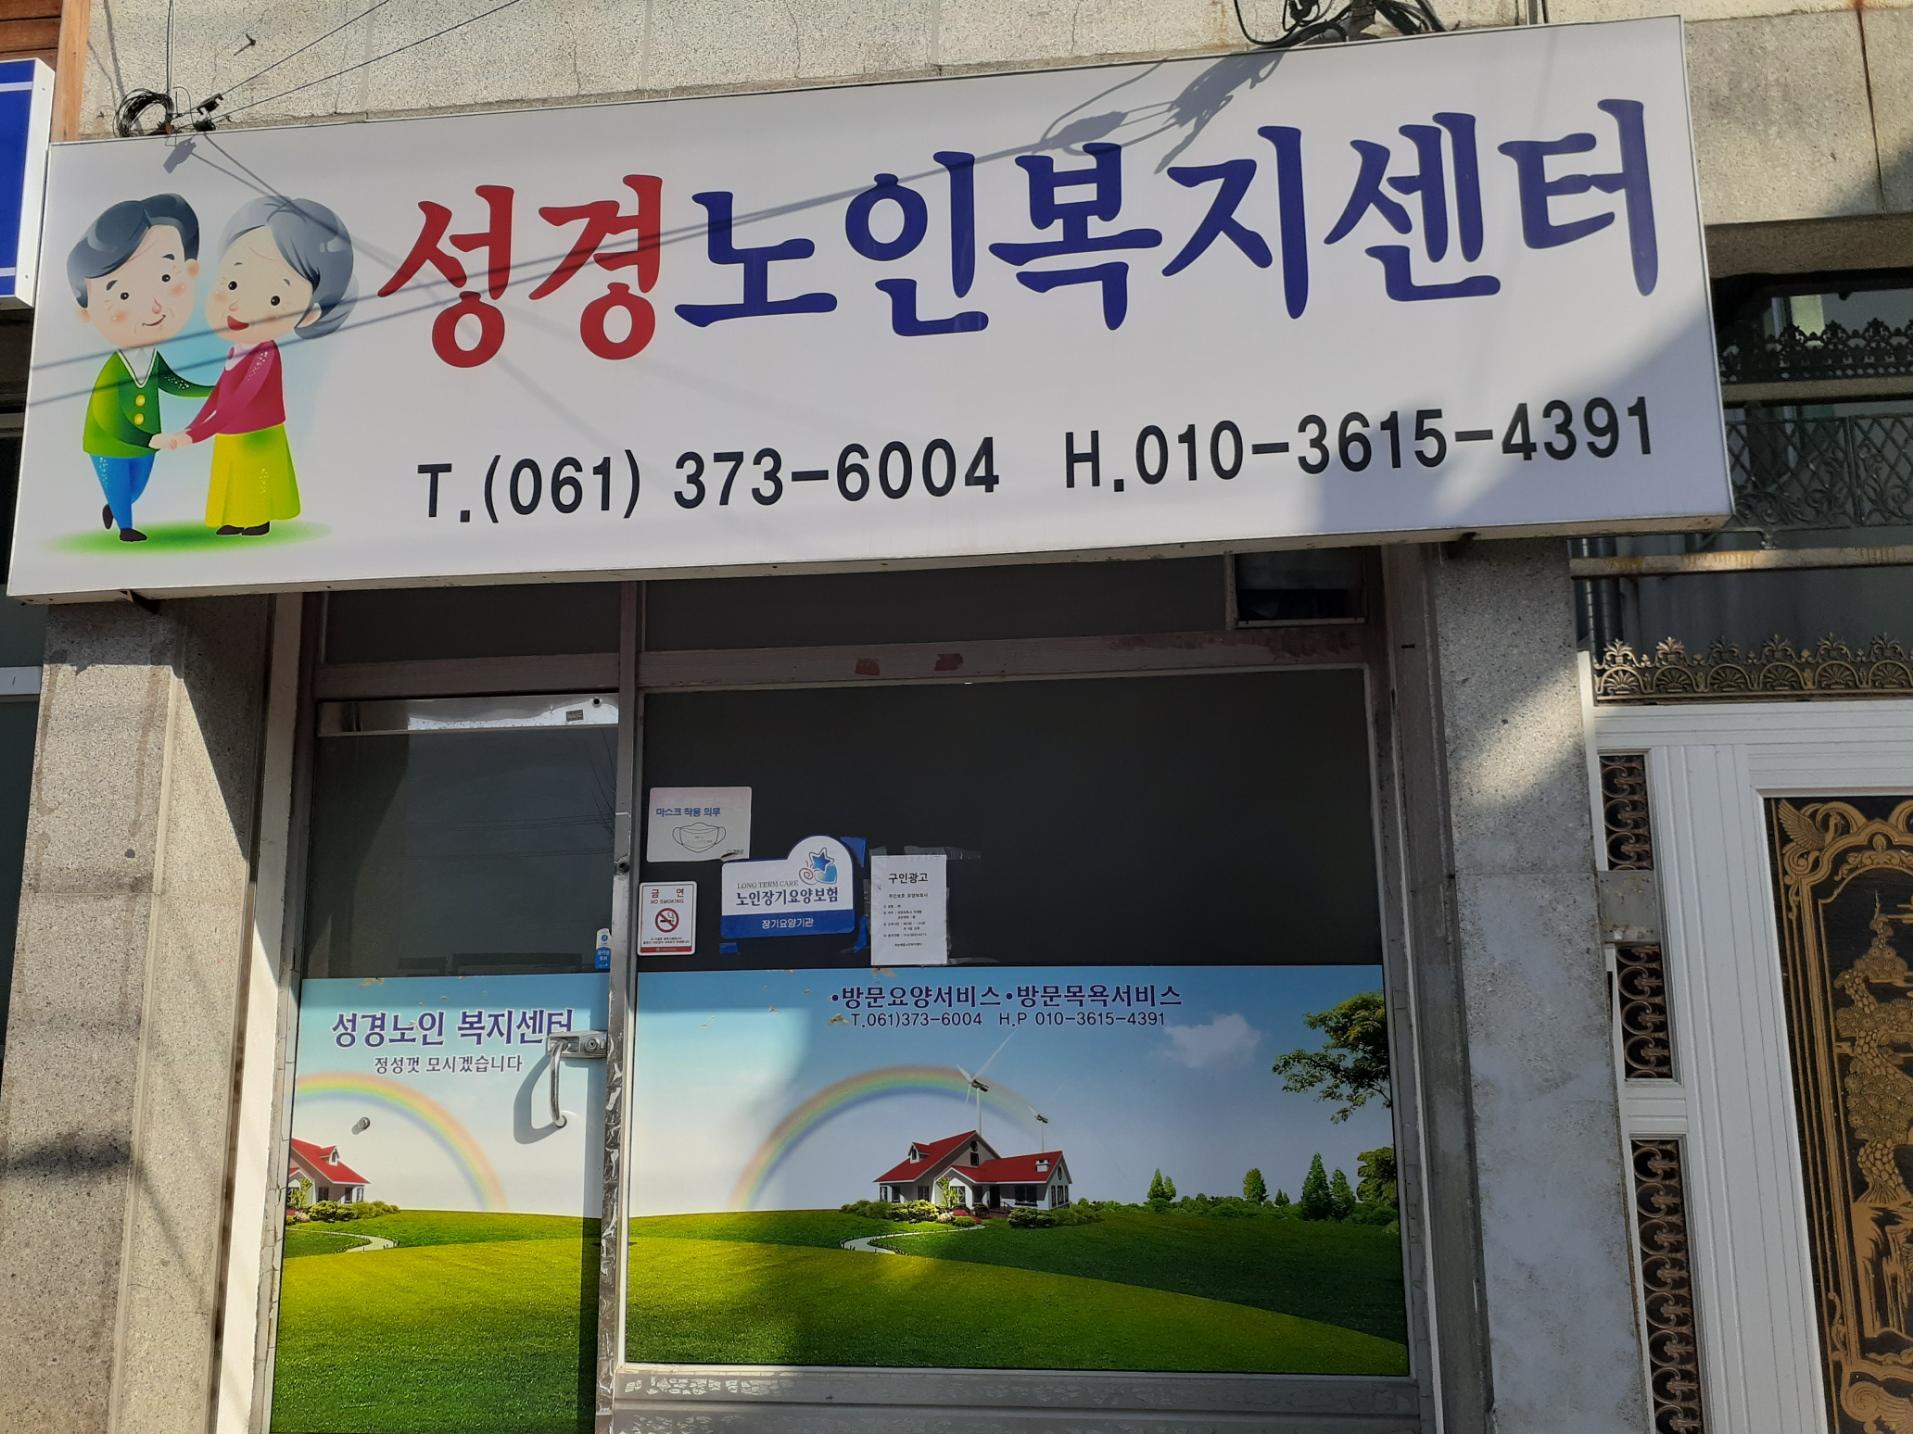 성경노인복지센터
T.(061) 373-6004 H.010-3615-4391
마스크 착용 의무
금 연
NO SMOKING
LONG TERM CARE
노인장기요양보험
장기요양기관
구인광고
성경노인 복지센터
정성껏 모시겠습니다
•방문요양서비스•방문목욕서비스
T.061)373-6004 H.P 010-3615-4391